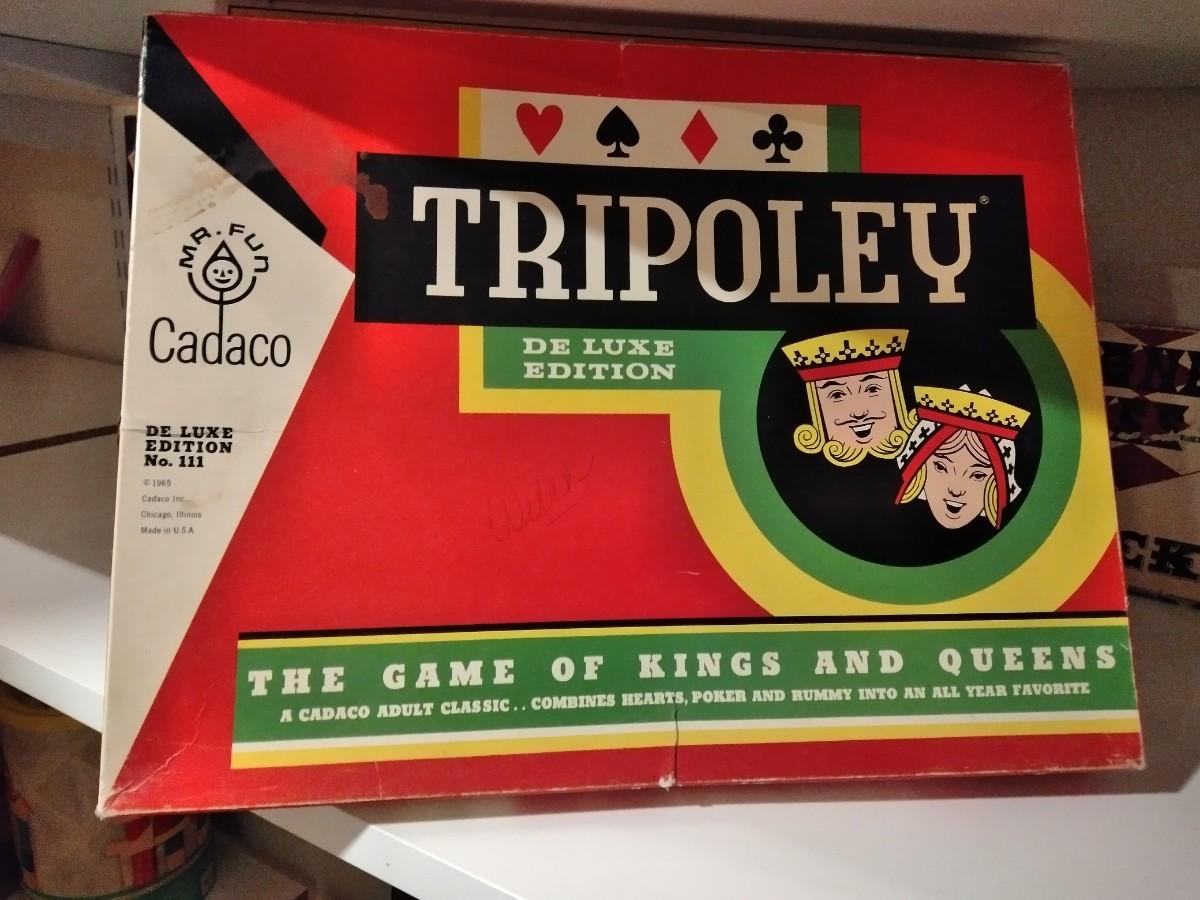 MR. FUN
Cadaco
DE LUXE
EDITION
No. 111
© 1965
Cadaco Inc.
Chicago, Illinois
Made in U.S.A.
TRIPOLEY®
DE LUXE
EDITION
THE GAME OF KINGS AND QUEENS
A CADACO ADULT CLASSIC.. COMBINES HEARTS, POKER AND RUMMY INTO AN ALL YEAR FAVORITE